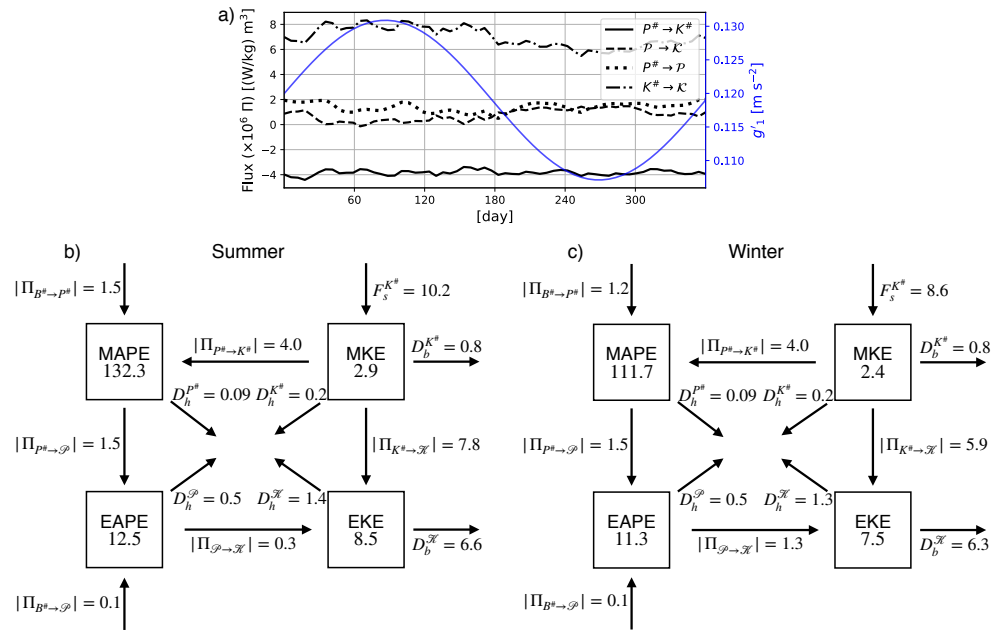 a)
Flux (×10⁶ Π) [(W/kg) m³]
8
6
4
2
0
−2
−4
60
120
180
240
300
[day]
P^# → K^#
𝒫 → 𝒦
P^# → 𝒫
K^# → 𝒦
0.130
0.125
0.120
0.115
0.110
g'₁ [m s⁻²]
b)
Summer
|Π_{B^#→P^#}| = 1.5
F_s^{K^#} = 10.2
MAPE
132.3
|Π_{P^#→K^#}| = 4.0
MKE
2.9
D_b^{K^#} = 0.8
D_h^{P^#} = 0.09
D_h^{K^#} = 0.2
|Π_{P^#→𝒫}| = 1.5
|Π_{K^#→𝒦}| = 7.8
EAPE
12.5
D_h^{𝒫} = 0.5
D_h^{𝒦} = 1.4
|Π_{𝒫→𝒦}| = 0.3
EKE
8.5
D_b^{𝒦} = 6.6
|Π_{B^#→𝒫}| = 0.1
c)
Winter
|Π_{B^#→P^#}| = 1.2
F_s^{K^#} = 8.6
MAPE
111.7
|Π_{P^#→K^#}| = 4.0
MKE
2.4
D_b^{K^#} = 0.8
D_h^{P^#} = 0.09
D_h^{K^#} = 0.2
|Π_{P^#→𝒫}| = 1.5
|Π_{K^#→𝒦}| = 5.9
EAPE
11.3
D_h^{𝒫} = 0.5
D_h^{𝒦} = 1.3
|Π_{𝒫→𝒦}| = 1.3
EKE
7.5
D_b^{𝒦} = 6.3
|Π_{B^#→𝒫}| = 0.1